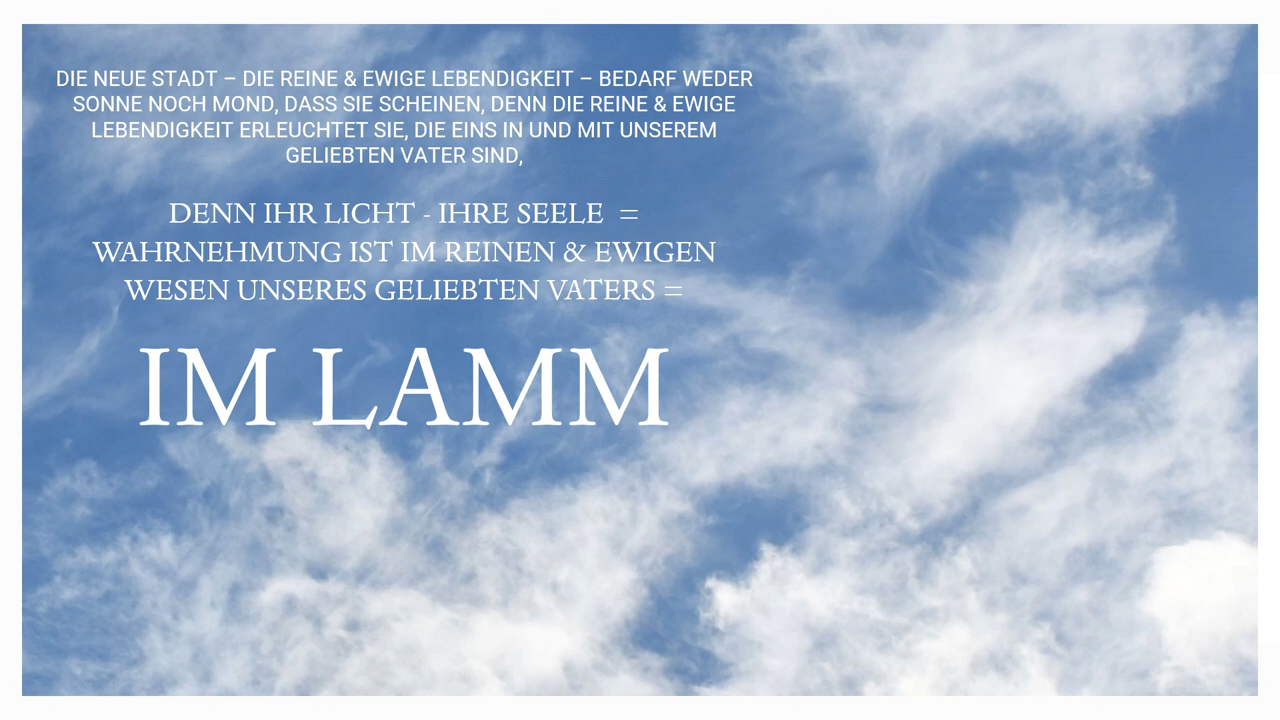 DIE NEUE STADT – DIE REINE & EWIGE LEBENDIGKEIT – BEDARF WEDER
SONNE NOCH MOND, DASS SIE SCHEINEN, DENN DIE REINE & EWIGE
LEBENDIGKEIT ERLEUCHTET SIE, DIE EINS IN UND MIT UNSEREM
GELIEBTEN VATER SIND,
DENN IHR LICHT - IHRE SEELE =
WAHRNEHMUNG IST IM REINEN & EWIGEN
WESEN UNSERES GELIEBTEN VATERS =
IM LAMM